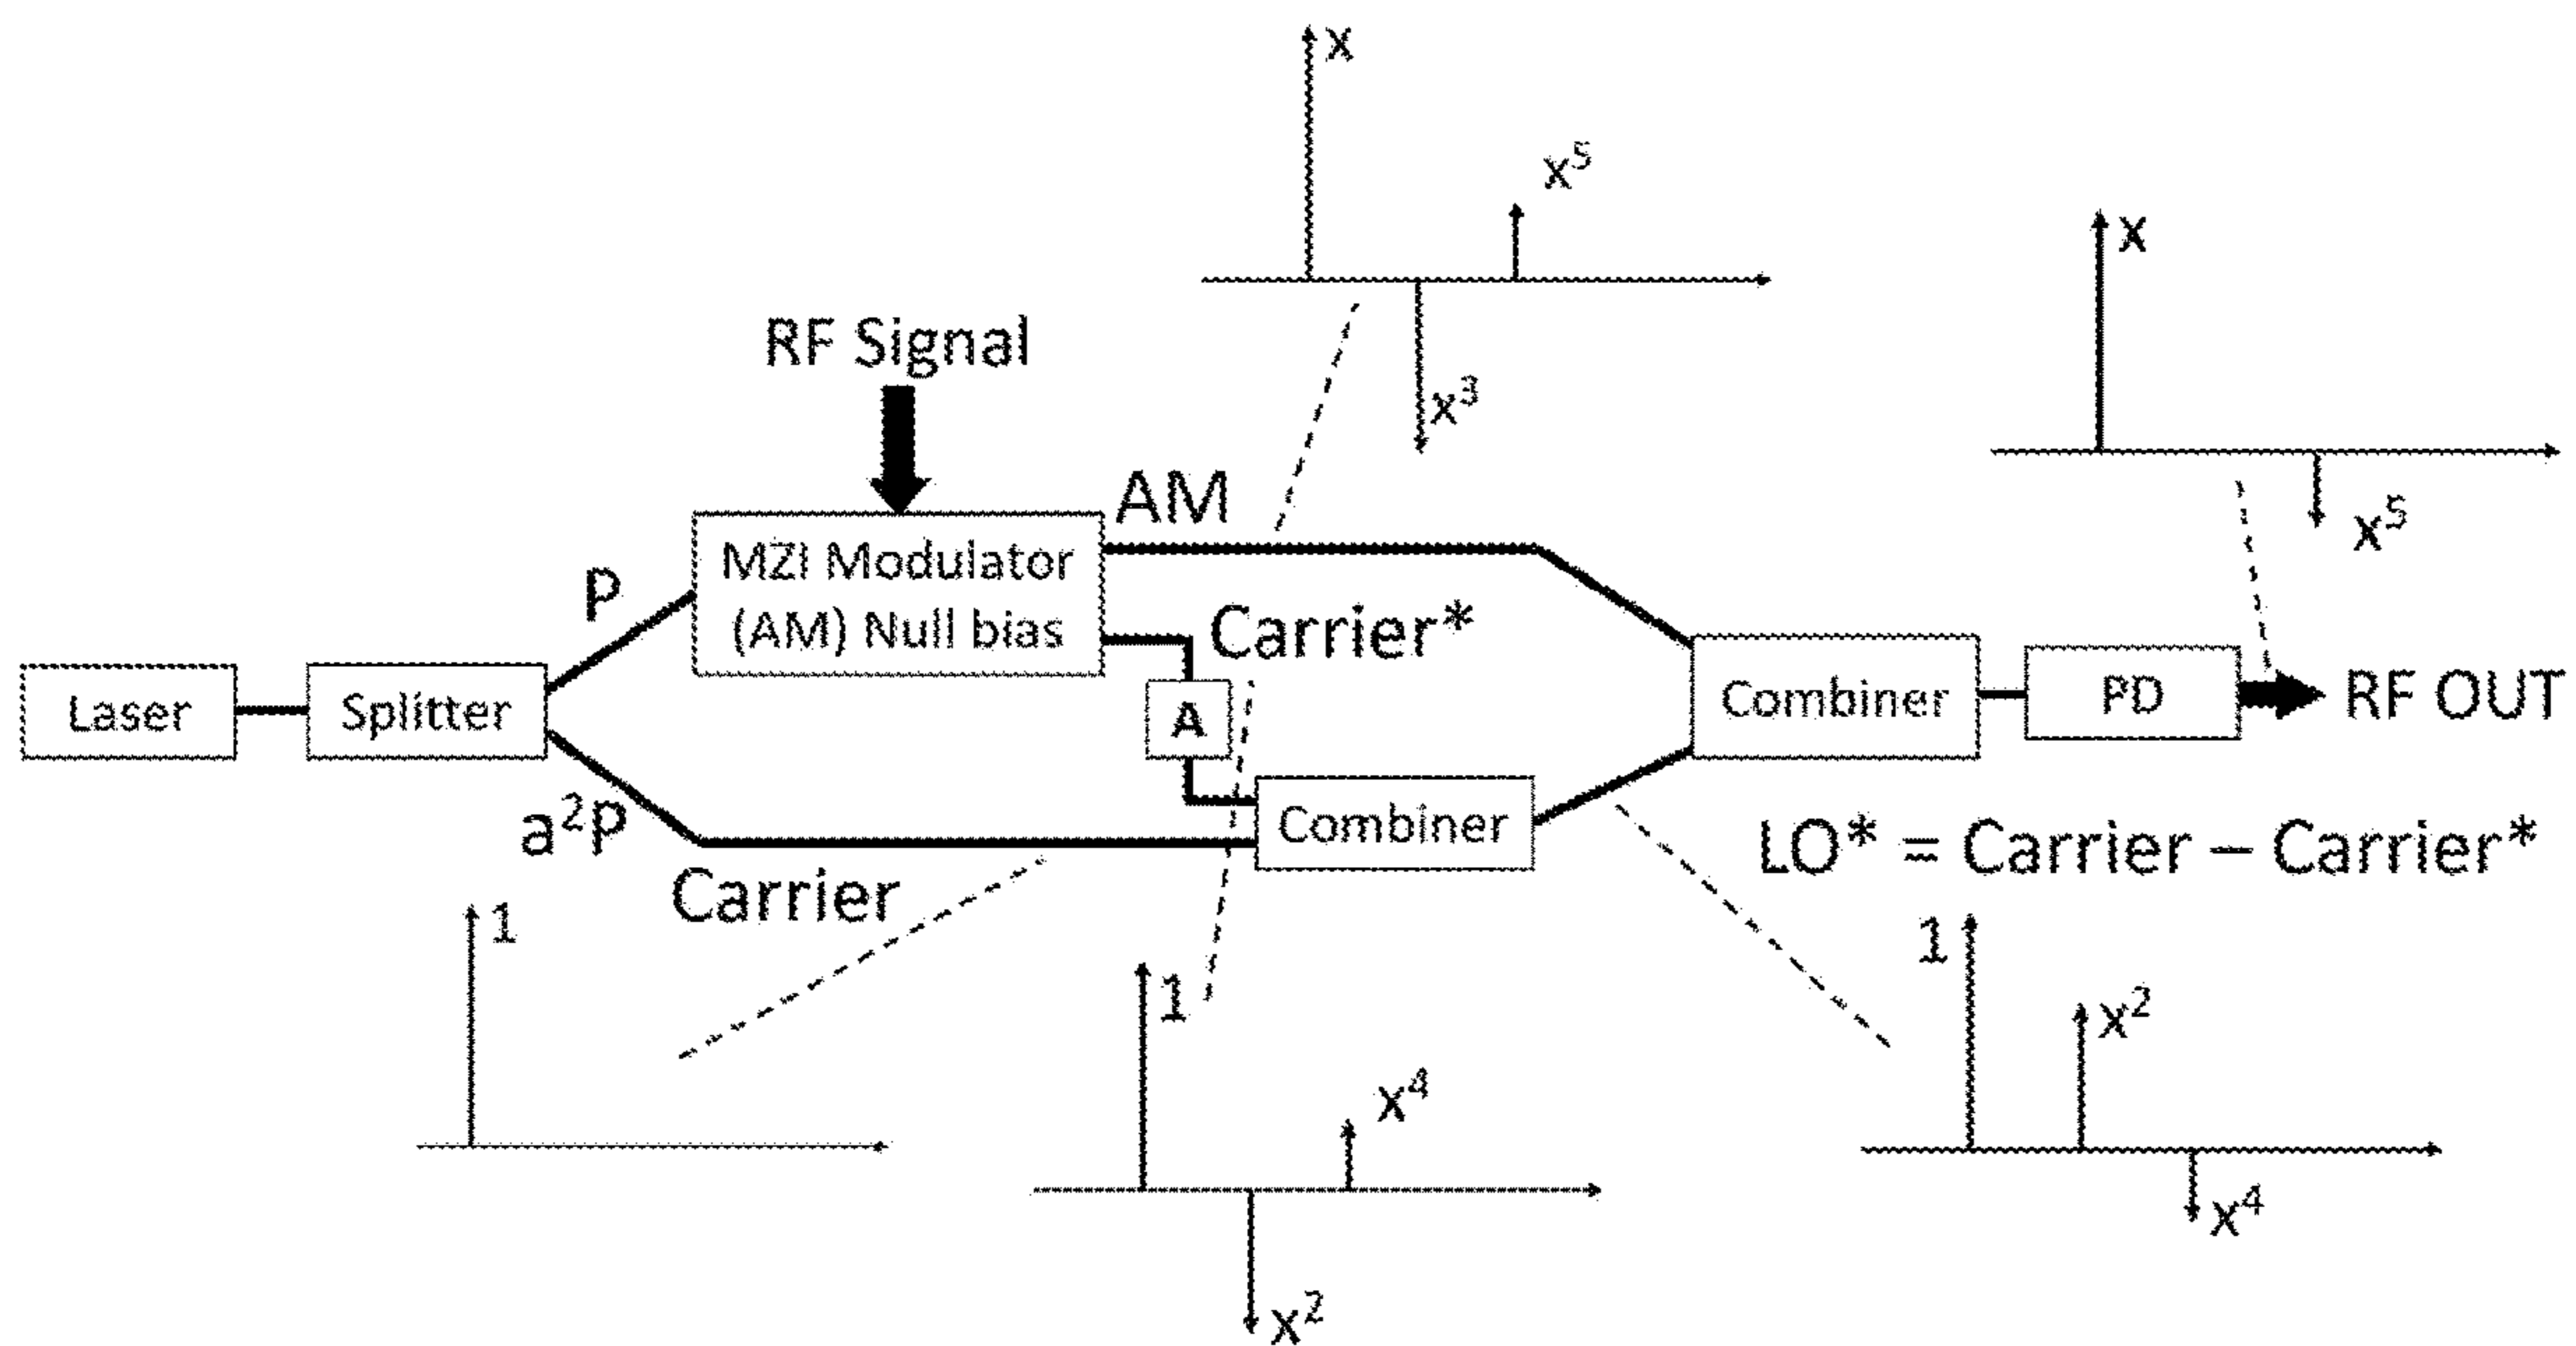 x
x⁵
x³
x
x⁵
RF Signal
AM
MZI Modulator
(AM) Null bias
P
Carrier*
Laser
Splitter
A
Combiner
PD
RF OUT
a²P
Combiner
LO* = Carrier – Carrier*
Carrier
1
1
x⁴
x²
1
x²
x⁴